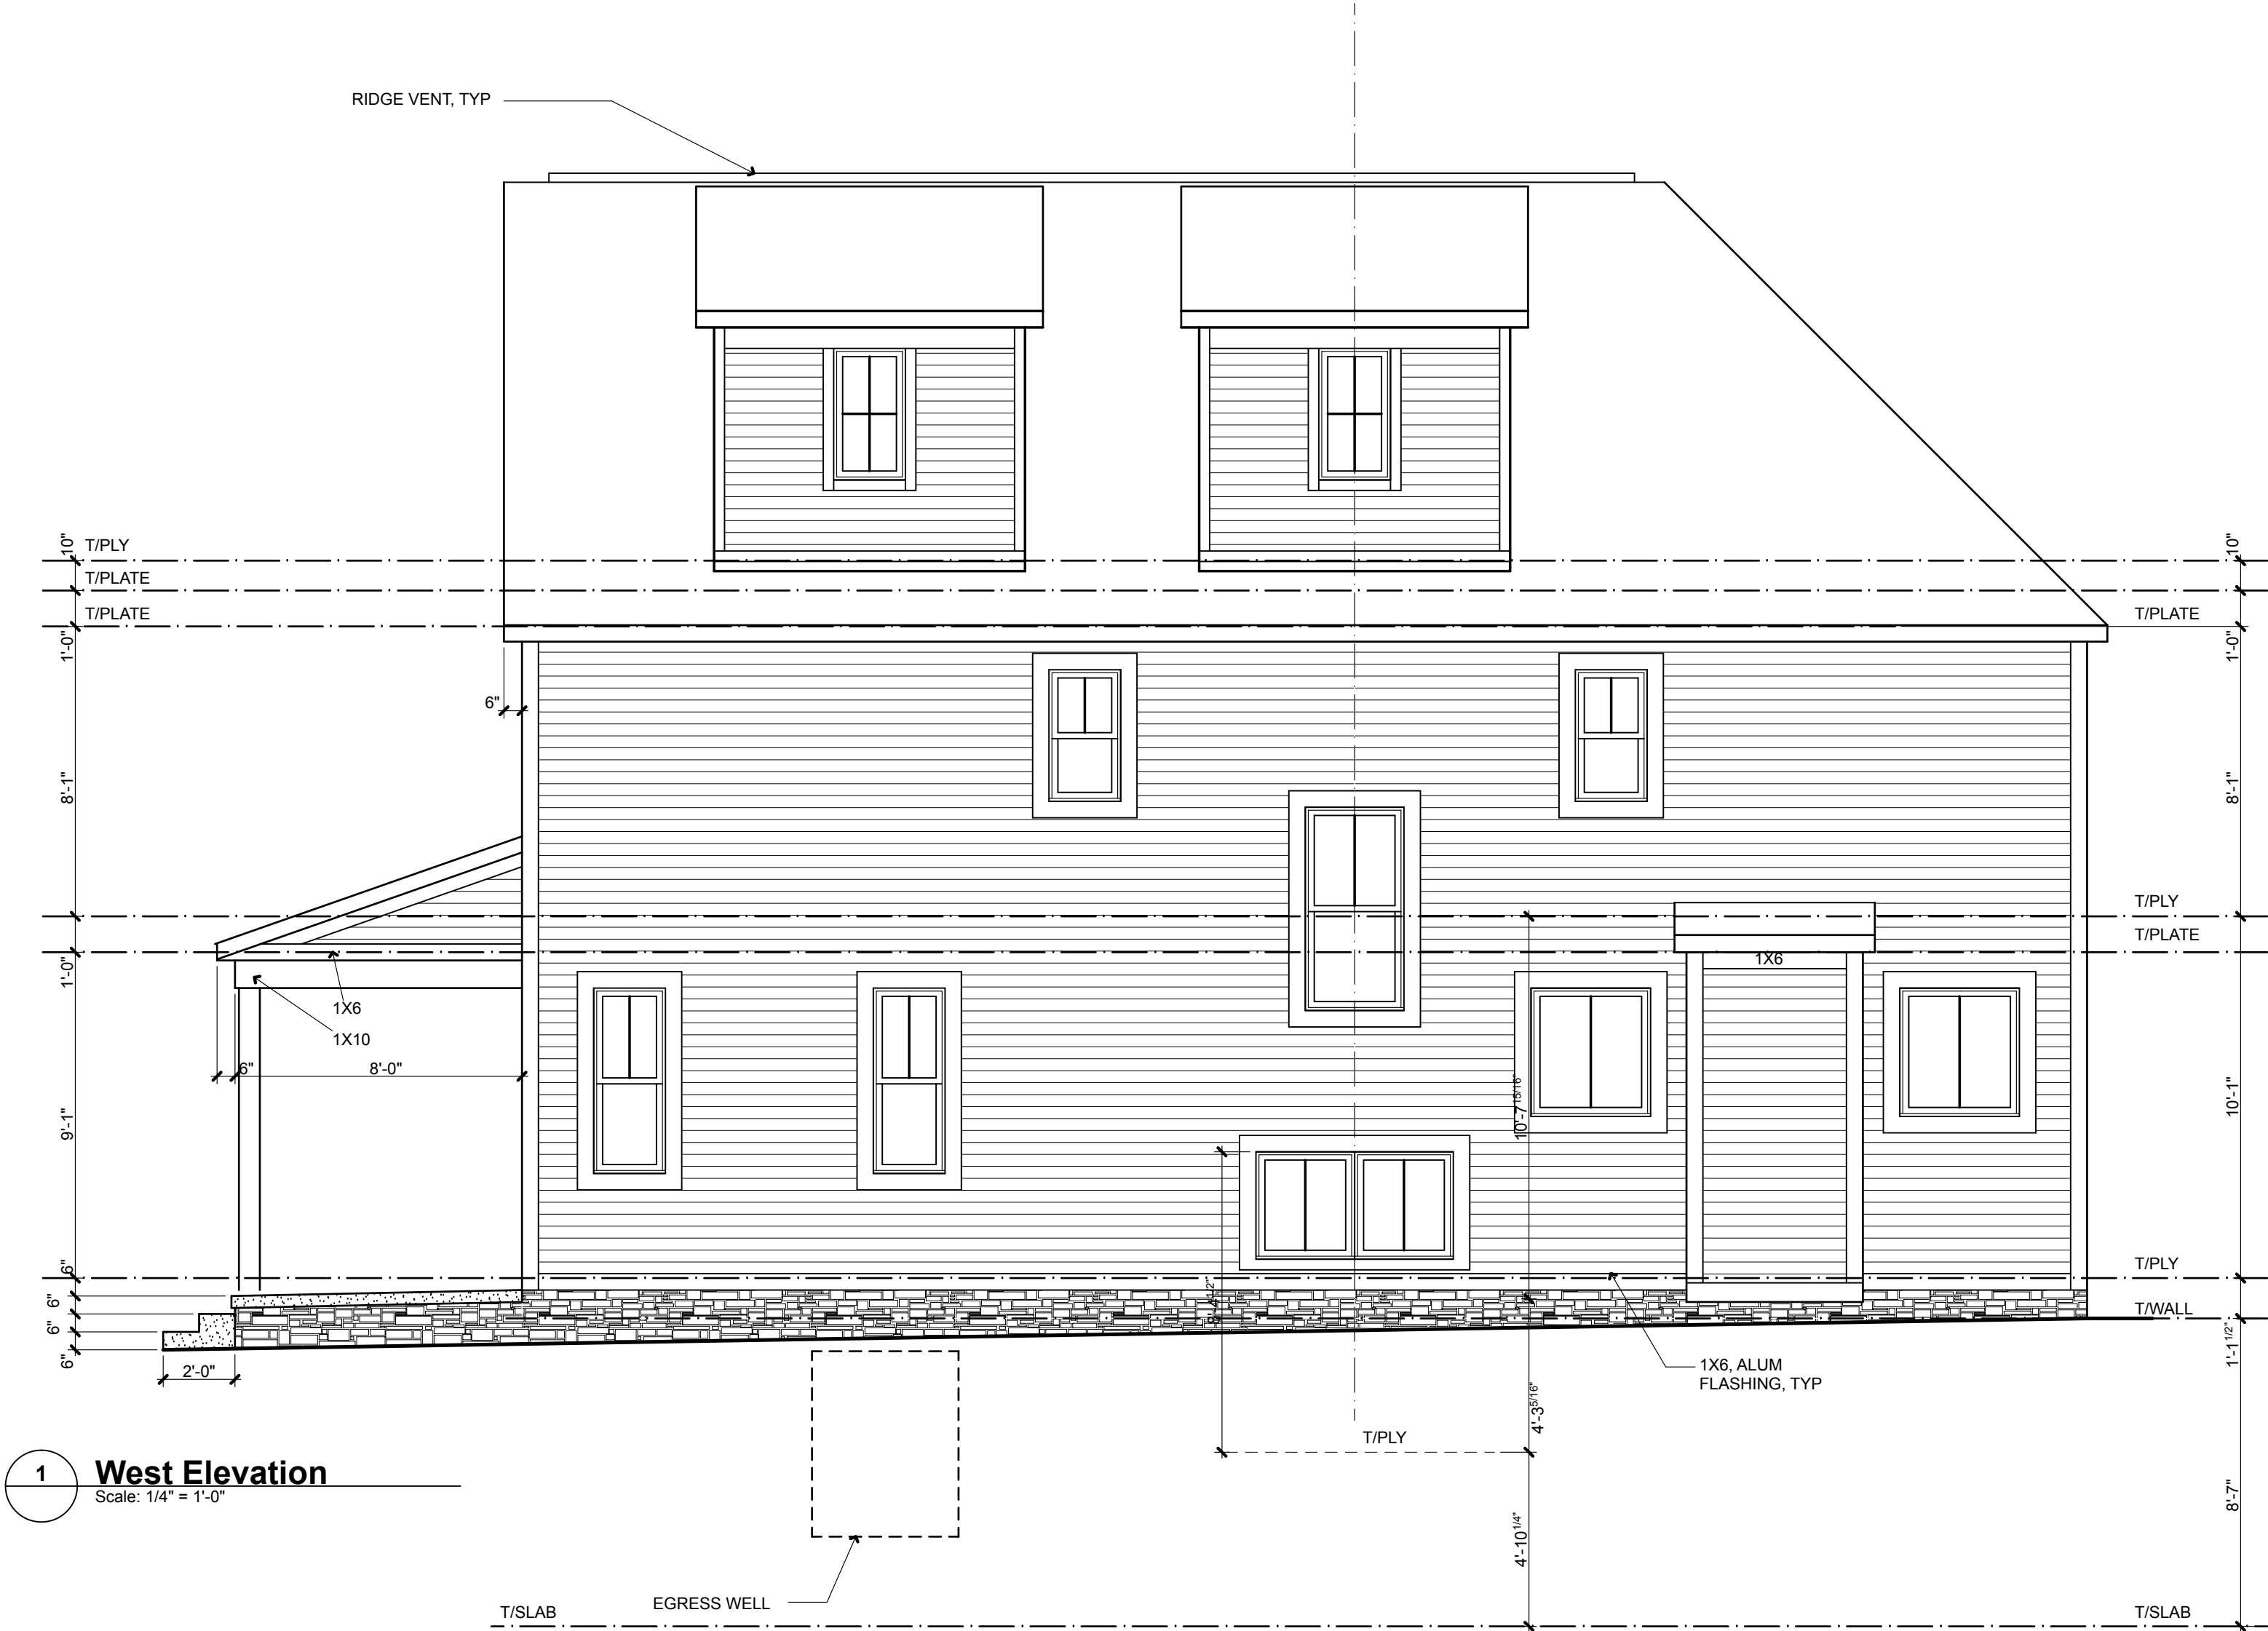 RIDGE VENT, TYP
10"
T/PLY
10"
T/PLATE
T/PLATE
T/PLATE
1'-0"
1'-0"
6"
8'-1"
8'-1"
T/PLY
T/PLATE
1X6
1'-0"
1X6
1X10
6"
8'-0"
10'-7 15/16"
9'-1"
10'-1"
6"
T/PLY
8'-4 1/2"
6"
T/WALL
6"
6"
1'-1 1/2"
2'-0"
1X6, ALUM
FLASHING, TYP
4'-3 5/16"
T/PLY
1
West Elevation
Scale: 1/4" = 1'-0"
8'-7"
4'-10 1/4"
EGRESS WELL
T/SLAB
T/SLAB